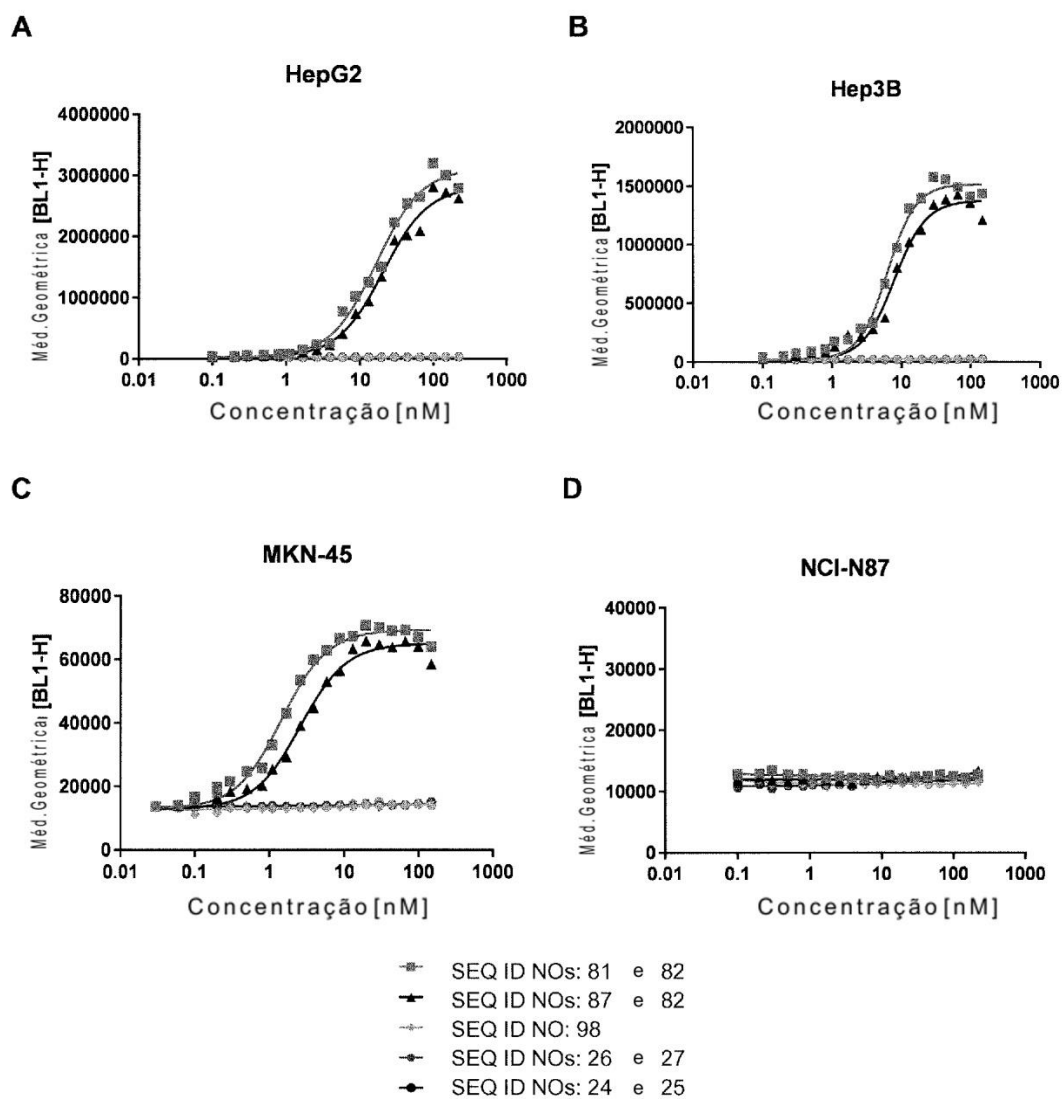 A
HepG2
Méd.Geométrica [BL1-H]
4000000
3000000
2000000
1000000
0
0.01
0.1
1
10
100
1000
Concentração [nM]
B
Hep3B
Méd.Geométrica [BL1-H]
2000000
1500000
1000000
500000
0
0.01
0.1
1
10
100
1000
Concentração [nM]
C
MKN-45
Méd.Geométrica [BL1-H]
80000
60000
40000
20000
0
0.01
0.1
1
10
100
1000
Concentração [nM]
D
NCI-N87
Méd.Geométrica [BL1-H]
40000
30000
20000
10000
0
0.01
0.1
1
10
100
1000
Concentração [nM]
SEQ ID NOs: 81 e 82
SEQ ID NOs: 87 e 82
SEQ ID NO: 98
SEQ ID NOs: 26 e 27
SEQ ID NOs: 24 e 25